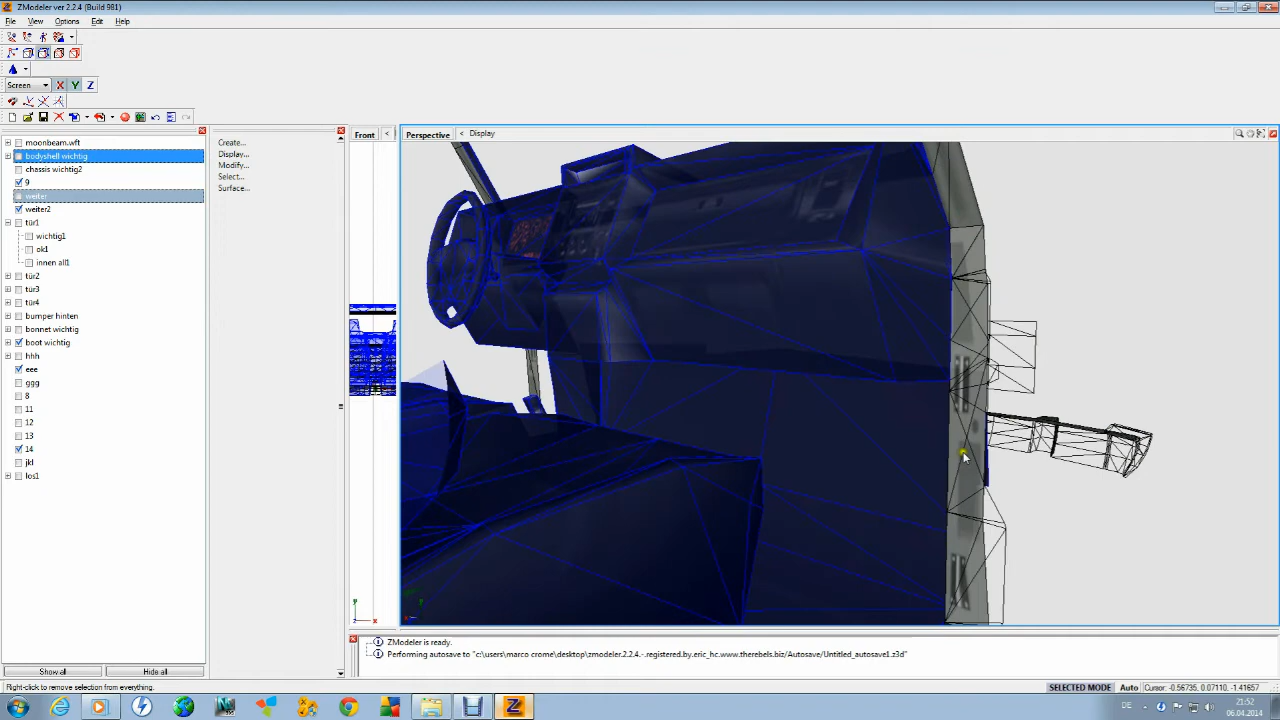 ZModeler ver 2.2.4 (Build 981)
File View Options Edit Help
Screen X Y Z
moonbeam.wft
bodyshell wichtig
chassis wichtig2
9
weiter
weiter2
tür1
wichtig1
ok1
innen all1
tür2
tür3
tür4
bumper hinten
bonnet wichtig
boot wichtig
hhh
eee
ggg
8
11
12
13
14
jkl
los1
Show all Hide all
Create...
Display...
Modify...
Select...
Surface...
Front <
Perspective < Display
ZModeler is ready.
Performing autosave to "c:\users\marco crome\desktop\zmodeler.2.2.4.-.registered.by.eric_hc.www.therebels.biz/Autosave/Untitled_autosave1.z3d"
Right-click to remove selection from everything.
SELECTED MODE Auto Cursor: -0.56735, 0.07110, -1.41657
DE
21:52
06.04.2014